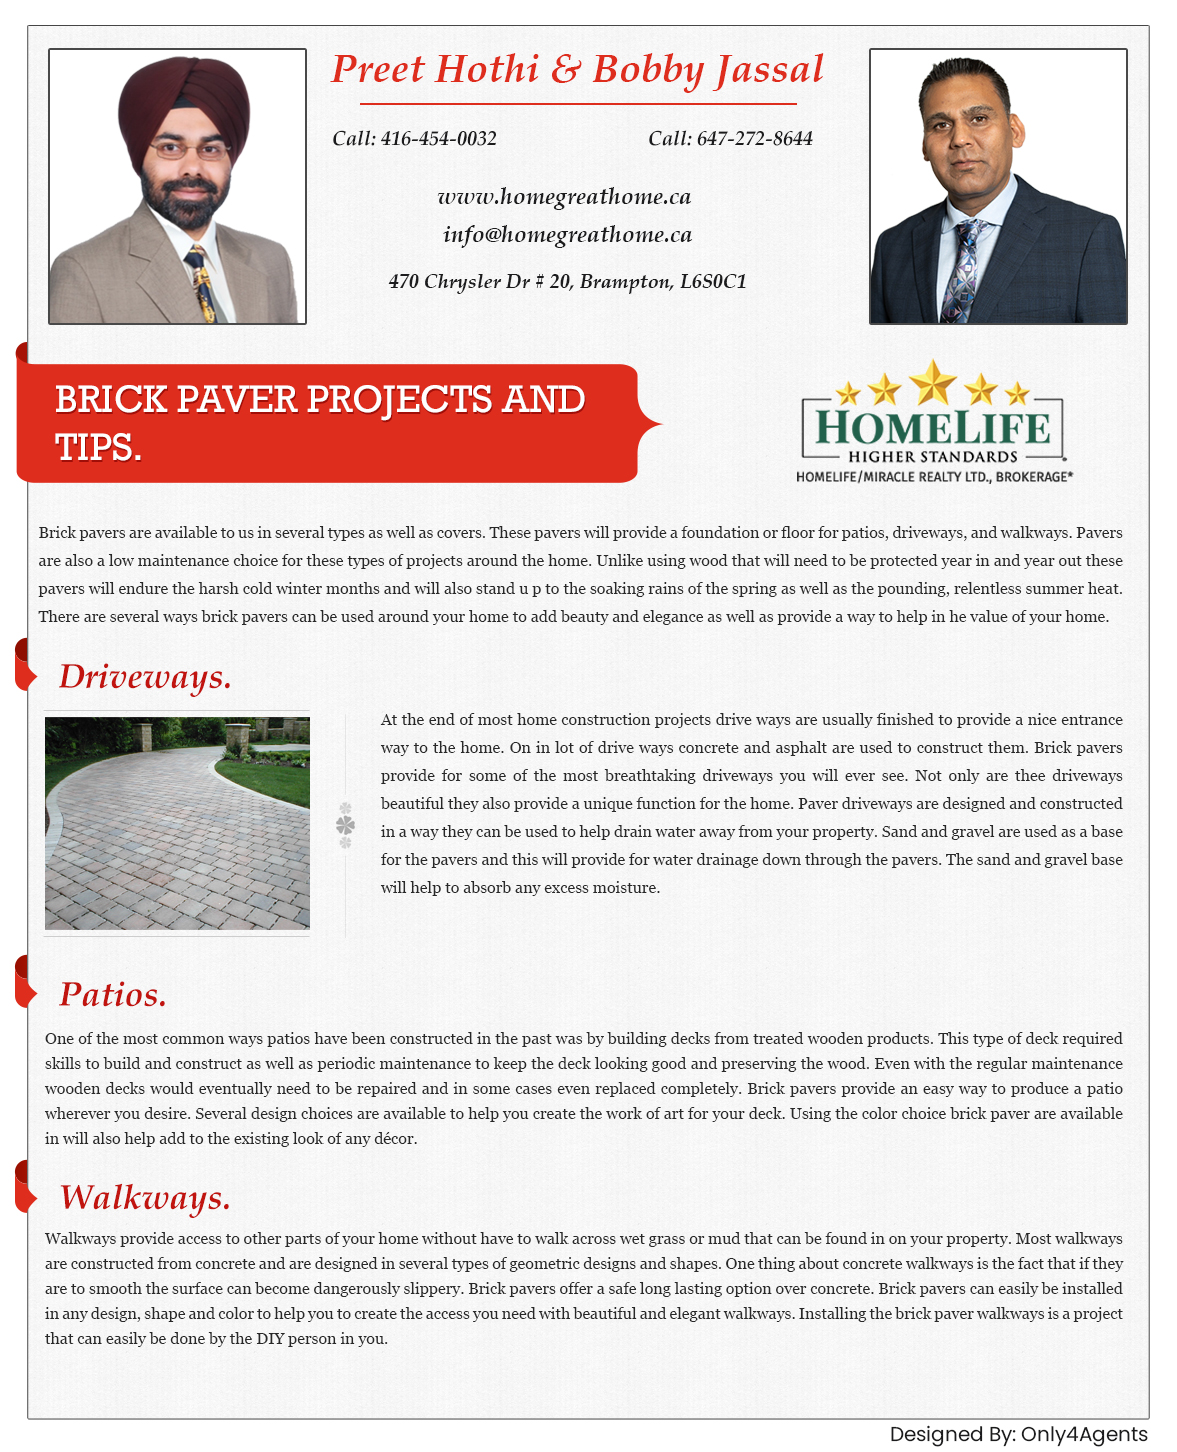 Preet Hothi & Bobby Jassal
Call: 416-454-0032
Call: 647-272-8644
www.homegreathome.ca
info@homegreathome.ca
470 Chrysler Dr # 20, Brampton, L6S0C1
BRICK PAVER PROJECTS AND
TIPS.
HOMELIFE
HIGHER STANDARDS
HOMELIFE/MIRACLE REALTY LTD., BROKERAGE*
Brick pavers are available to us in several types as well as covers. These pavers will provide a foundation or floor for patios, driveways, and walkways. Pavers
are also a low maintenance choice for these types of projects around the home. Unlike using wood that will need to be protected year in and year out these
pavers will endure the harsh cold winter months and will also stand u p to the soaking rains of the spring as well as the pounding, relentless summer heat.
There are several ways brick pavers can be used around your home to add beauty and elegance as well as provide a way to help in he value of your home.
Driveways.
At the end of most home construction projects drive ways are usually finished to provide a nice entrance
way to the home. On in lot of drive ways concrete and asphalt are used to construct them. Brick pavers
provide for some of the most breathtaking driveways you will ever see. Not only are thee driveways
beautiful they also provide a unique function for the home. Paver driveways are designed and constructed
in a way they can be used to help drain water away from your property. Sand and gravel are used as a base
for the pavers and this will provide for water drainage down through the pavers. The sand and gravel base
will help to absorb any excess moisture.
Patios.
One of the most common ways patios have been constructed in the past was by building decks from treated wooden products. This type of deck required
skills to build and construct as well as periodic maintenance to keep the deck looking good and preserving the wood. Even with the regular maintenance
wooden decks would eventually need to be repaired and in some cases even replaced completely. Brick pavers provide an easy way to produce a patio
wherever you desire. Several design choices are available to help you create the work of art for your deck. Using the color choice brick paver are available
in will also help add to the existing look of any décor.
Walkways.
Walkways provide access to other parts of your home without have to walk across wet grass or mud that can be found in on your property. Most walkways
are constructed from concrete and are designed in several types of geometric designs and shapes. One thing about concrete walkways is the fact that if they
are to smooth the surface can become dangerously slippery. Brick pavers offer a safe long lasting option over concrete. Brick pavers can easily be installed
in any design, shape and color to help you to create the access you need with beautiful and elegant walkways. Installing the brick paver walkways is a project
that can easily be done by the DIY person in you.
Designed By: Only4Agents